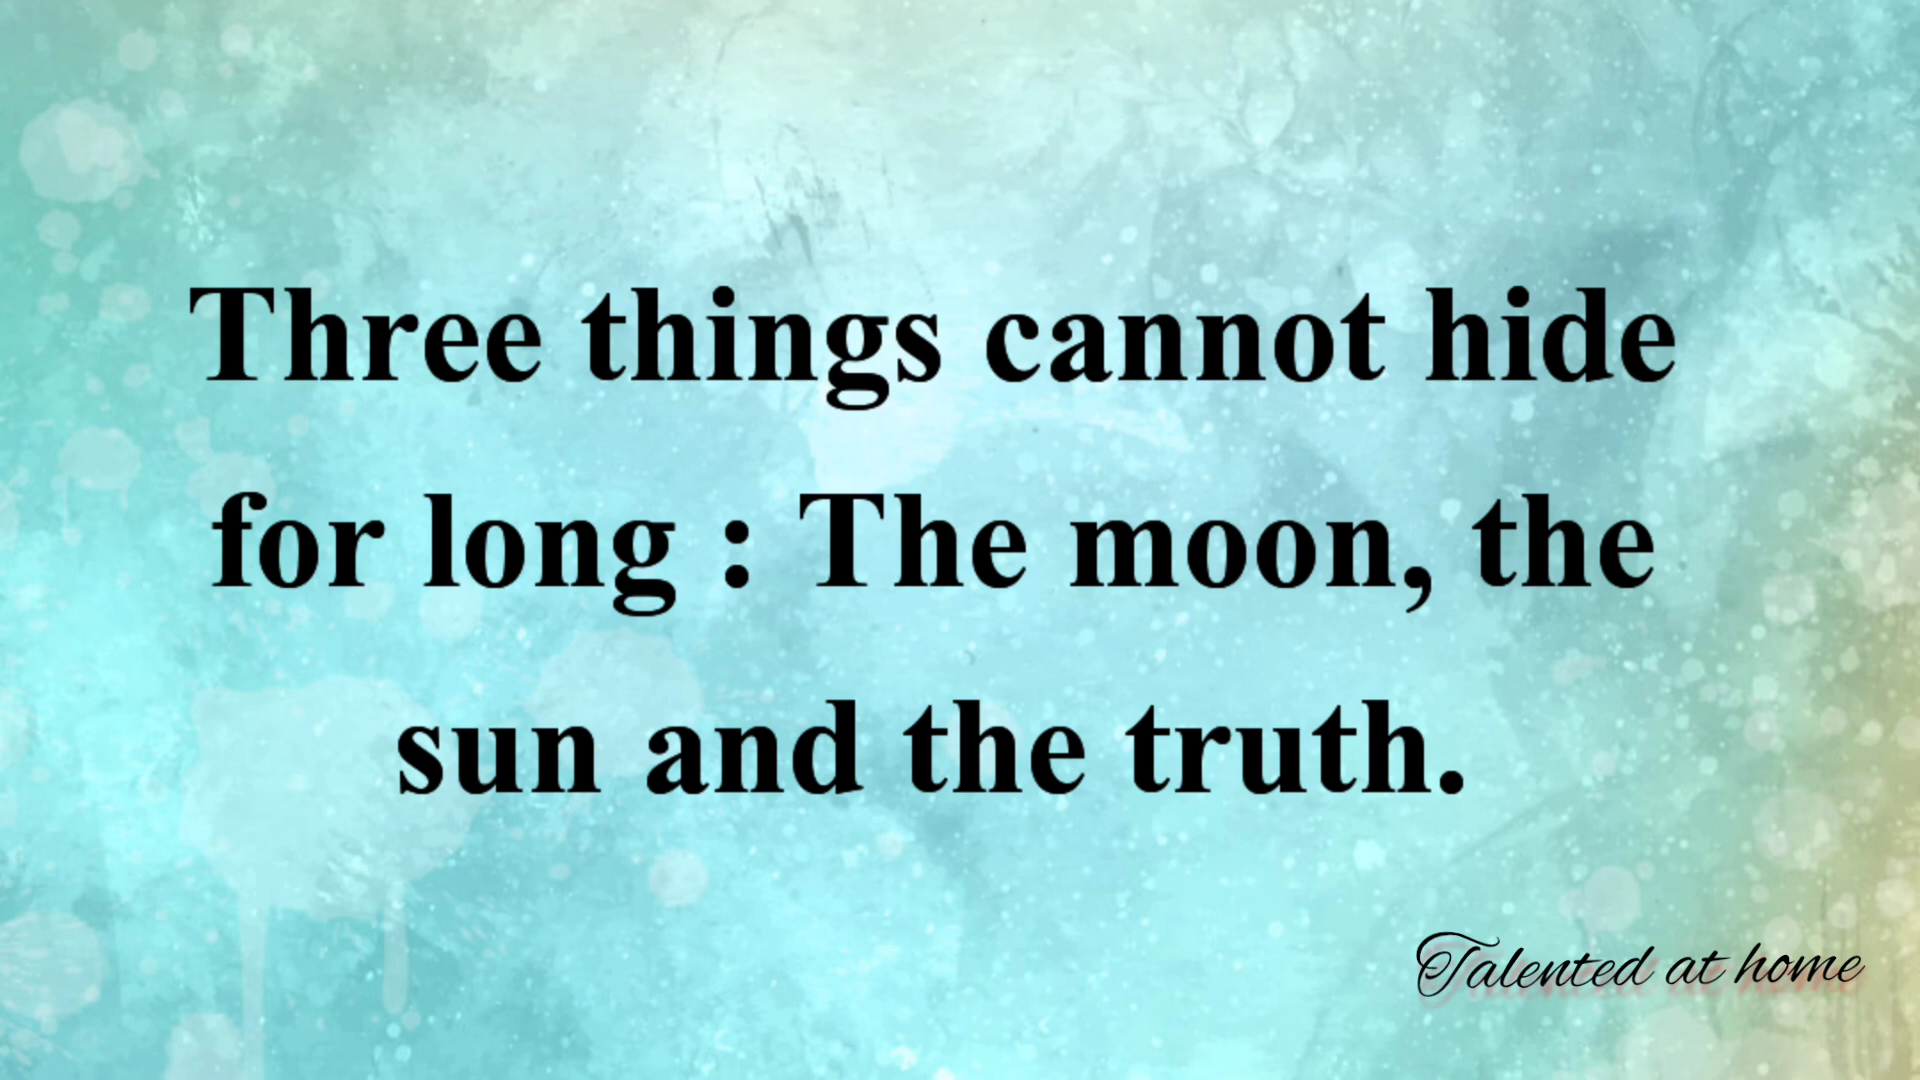 Three things cannot hide
for long : The moon, the
sun and the truth.
Talented at home